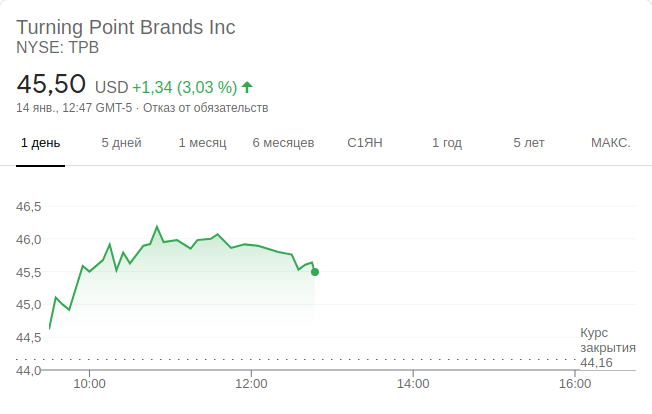 Turning Point Brands Inc
NYSE: TPB
45,50 USD +1,34 (3,03 %)
14 янв., 12:47 GMT-5 · Отказ от обязательств
1 день 5 дней 1 месяц 6 месяцев С1ЯН 1 год 5 лет МАКС.
46,5
46,0
45,5
45,0
44,5
44,0
Курс
закрытия
44,16
10:00 12:00 14:00 16:00